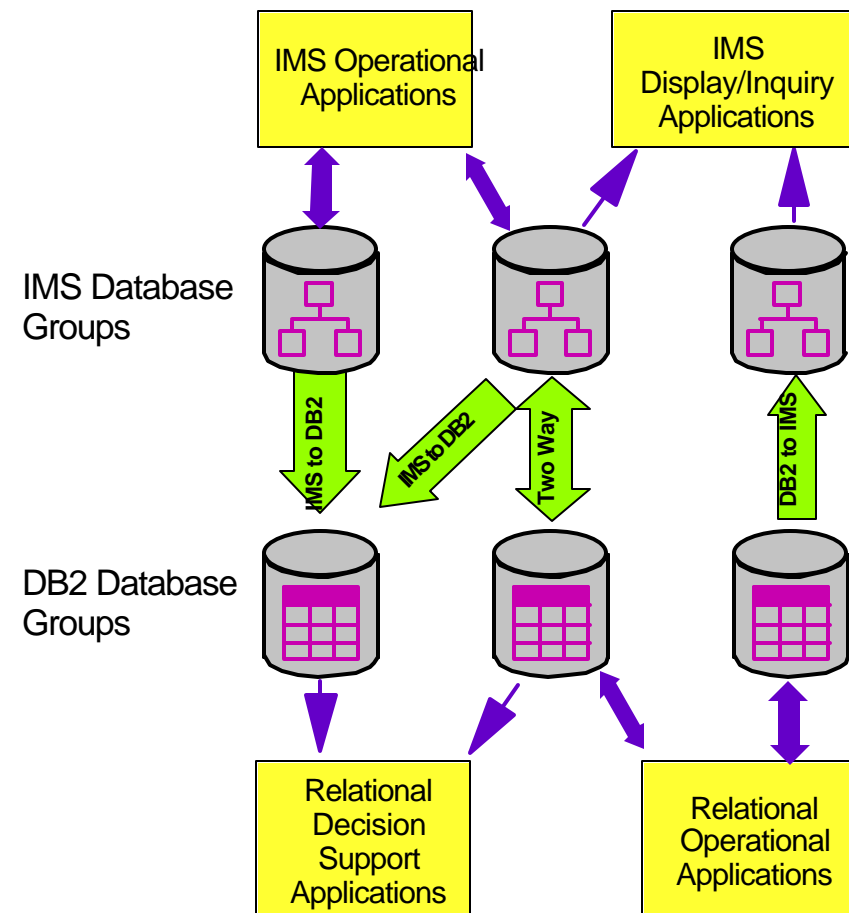 IMS Operational
Applications
IMS
Display/Inquiry
Applications
IMS Database
Groups
IMS to DB2
IMS to DB2
Two Way
DB2 to IMS
DB2 Database
Groups
Relational
Decision
Support
Applications
Relational
Operational
Applications